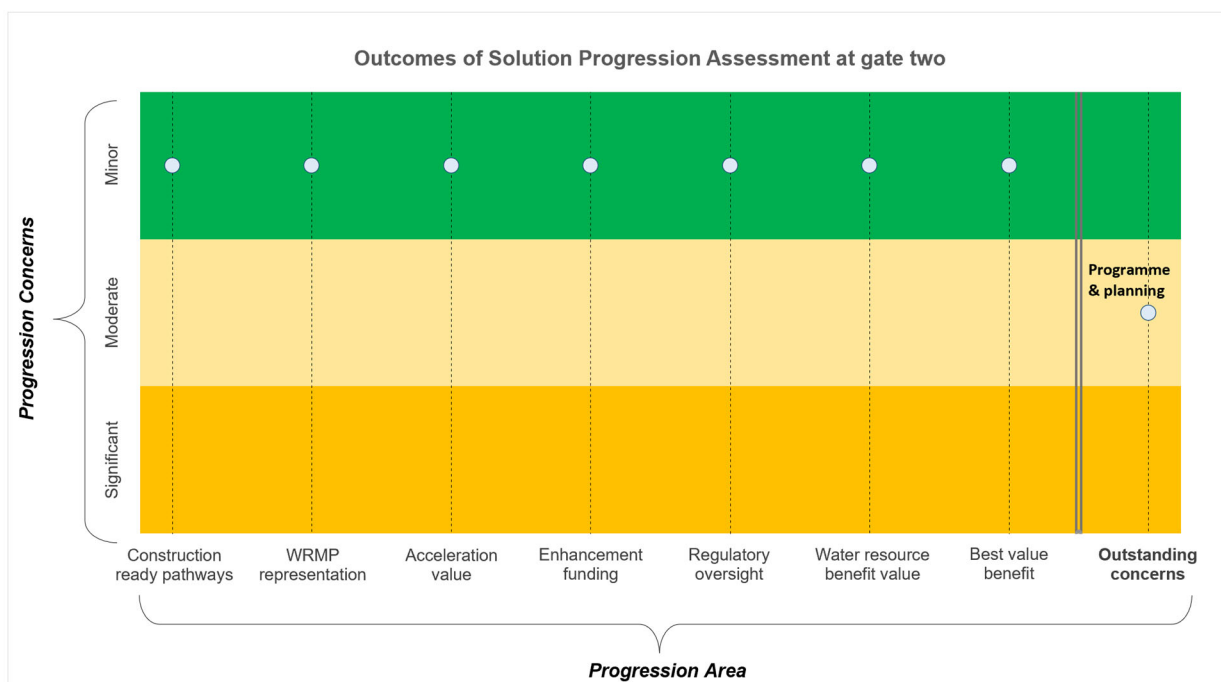 Outcomes of Solution Progression Assessment at gate two
Progression Concerns
Minor
Moderate
Significant
Programme
& planning
Construction
ready pathways
WRMP
representation
Acceleration
value
Enhancement
funding
Regulatory
oversight
Water resource
benefit value
Best value
benefit
Outstanding
concerns
Progression Area